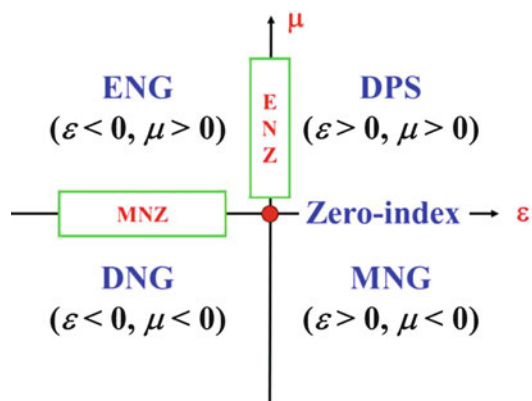 μ
ENG
(ε < 0, μ > 0)
E
N
Z
DPS
(ε > 0, μ > 0)
MNZ
Zero-index
ε
DNG
(ε < 0, μ < 0)
MNG
(ε > 0, μ < 0)